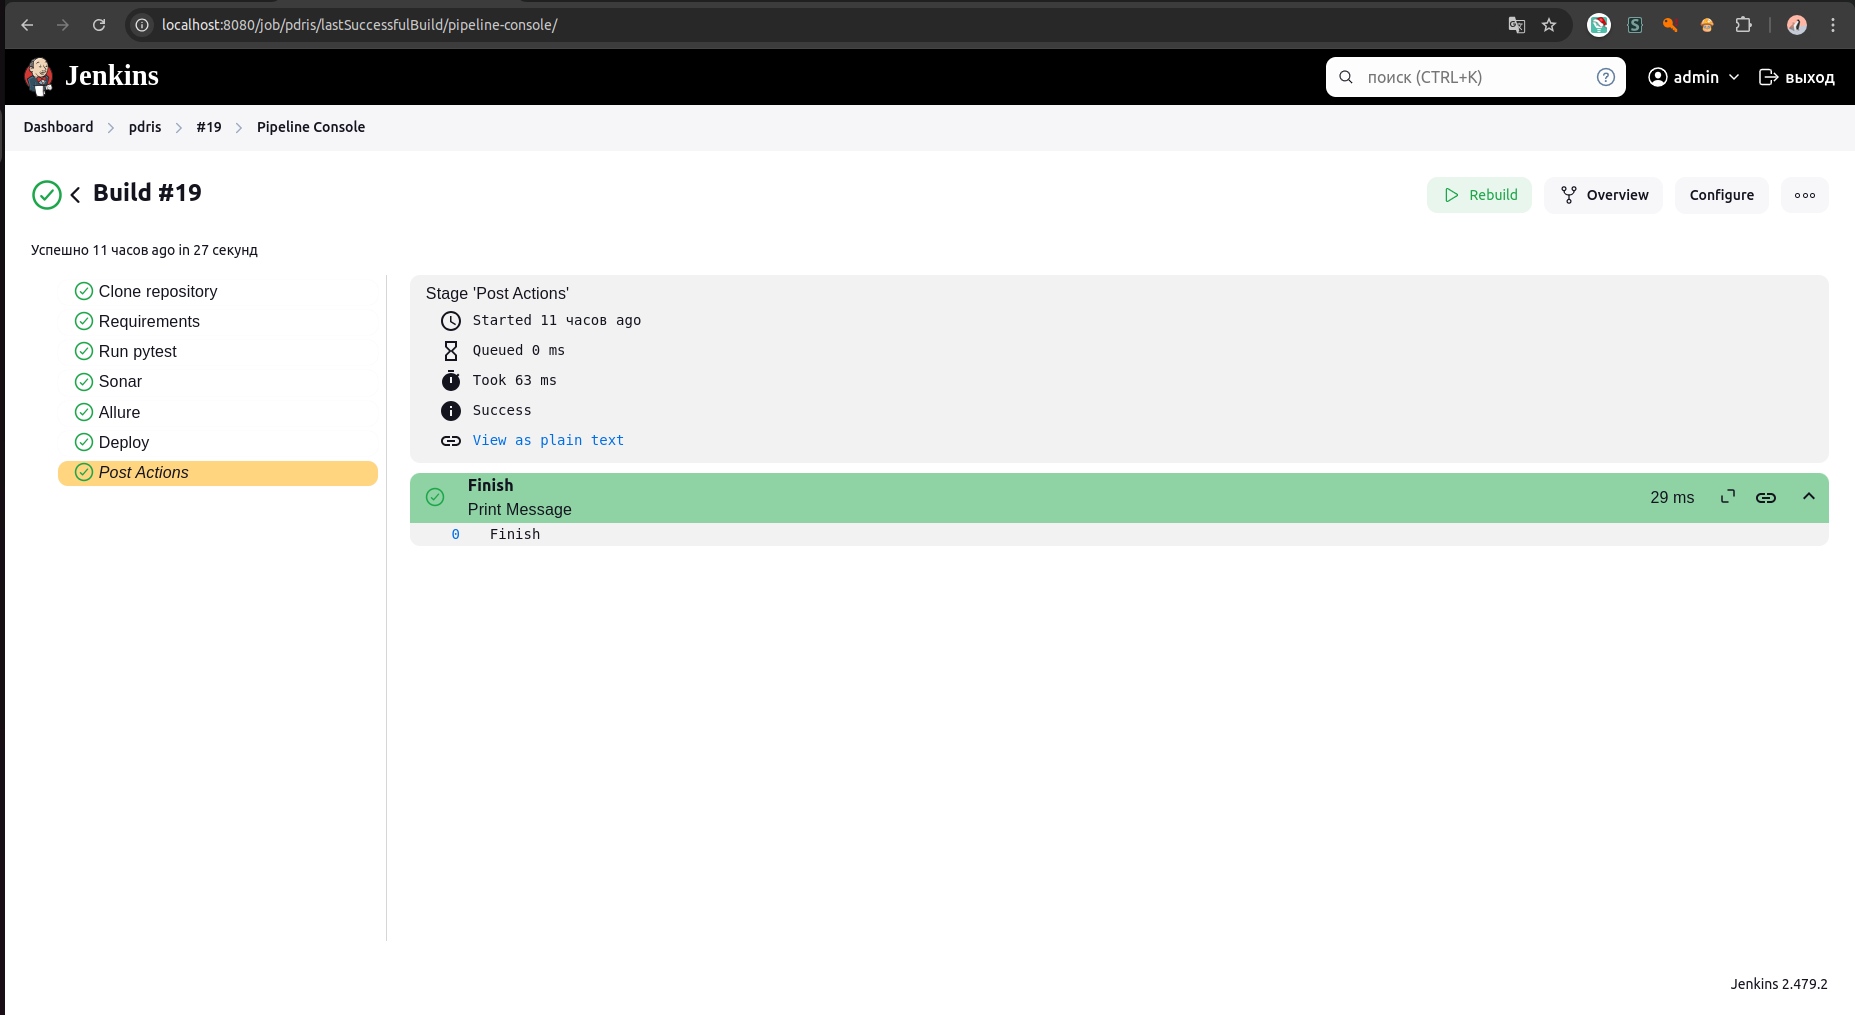 localhost:8080/job/pdris/lastSuccessfulBuild/pipeline-console/
Jenkins
поиск (CTRL+K)
admin
выход
Dashboard
pdris
#19
Pipeline Console
Build #19
Rebuild
Overview
Configure
Успешно 11 часов ago in 27 секунд
Clone repository
Requirements
Run pytest
Sonar
Allure
Deploy
Post Actions
Stage 'Post Actions'
Started 11 часов ago
Queued 0 ms
Took 63 ms
Success
View as plain text
Finish
Print Message
29 ms
0 Finish
Jenkins 2.479.2